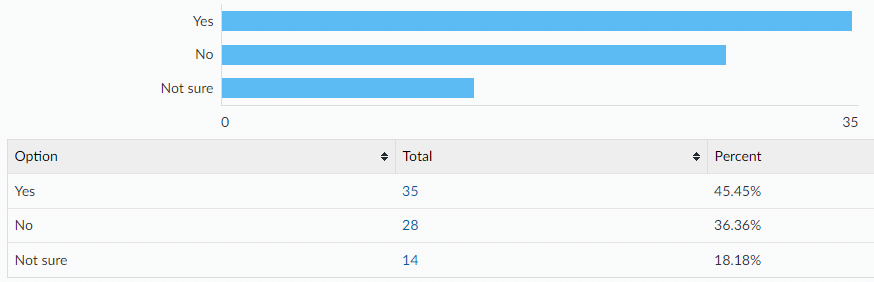 Yes
No
Not sure
0 35
Option Total Percent
Yes 35 45.45%
No 28 36.36%
Not sure 14 18.18%